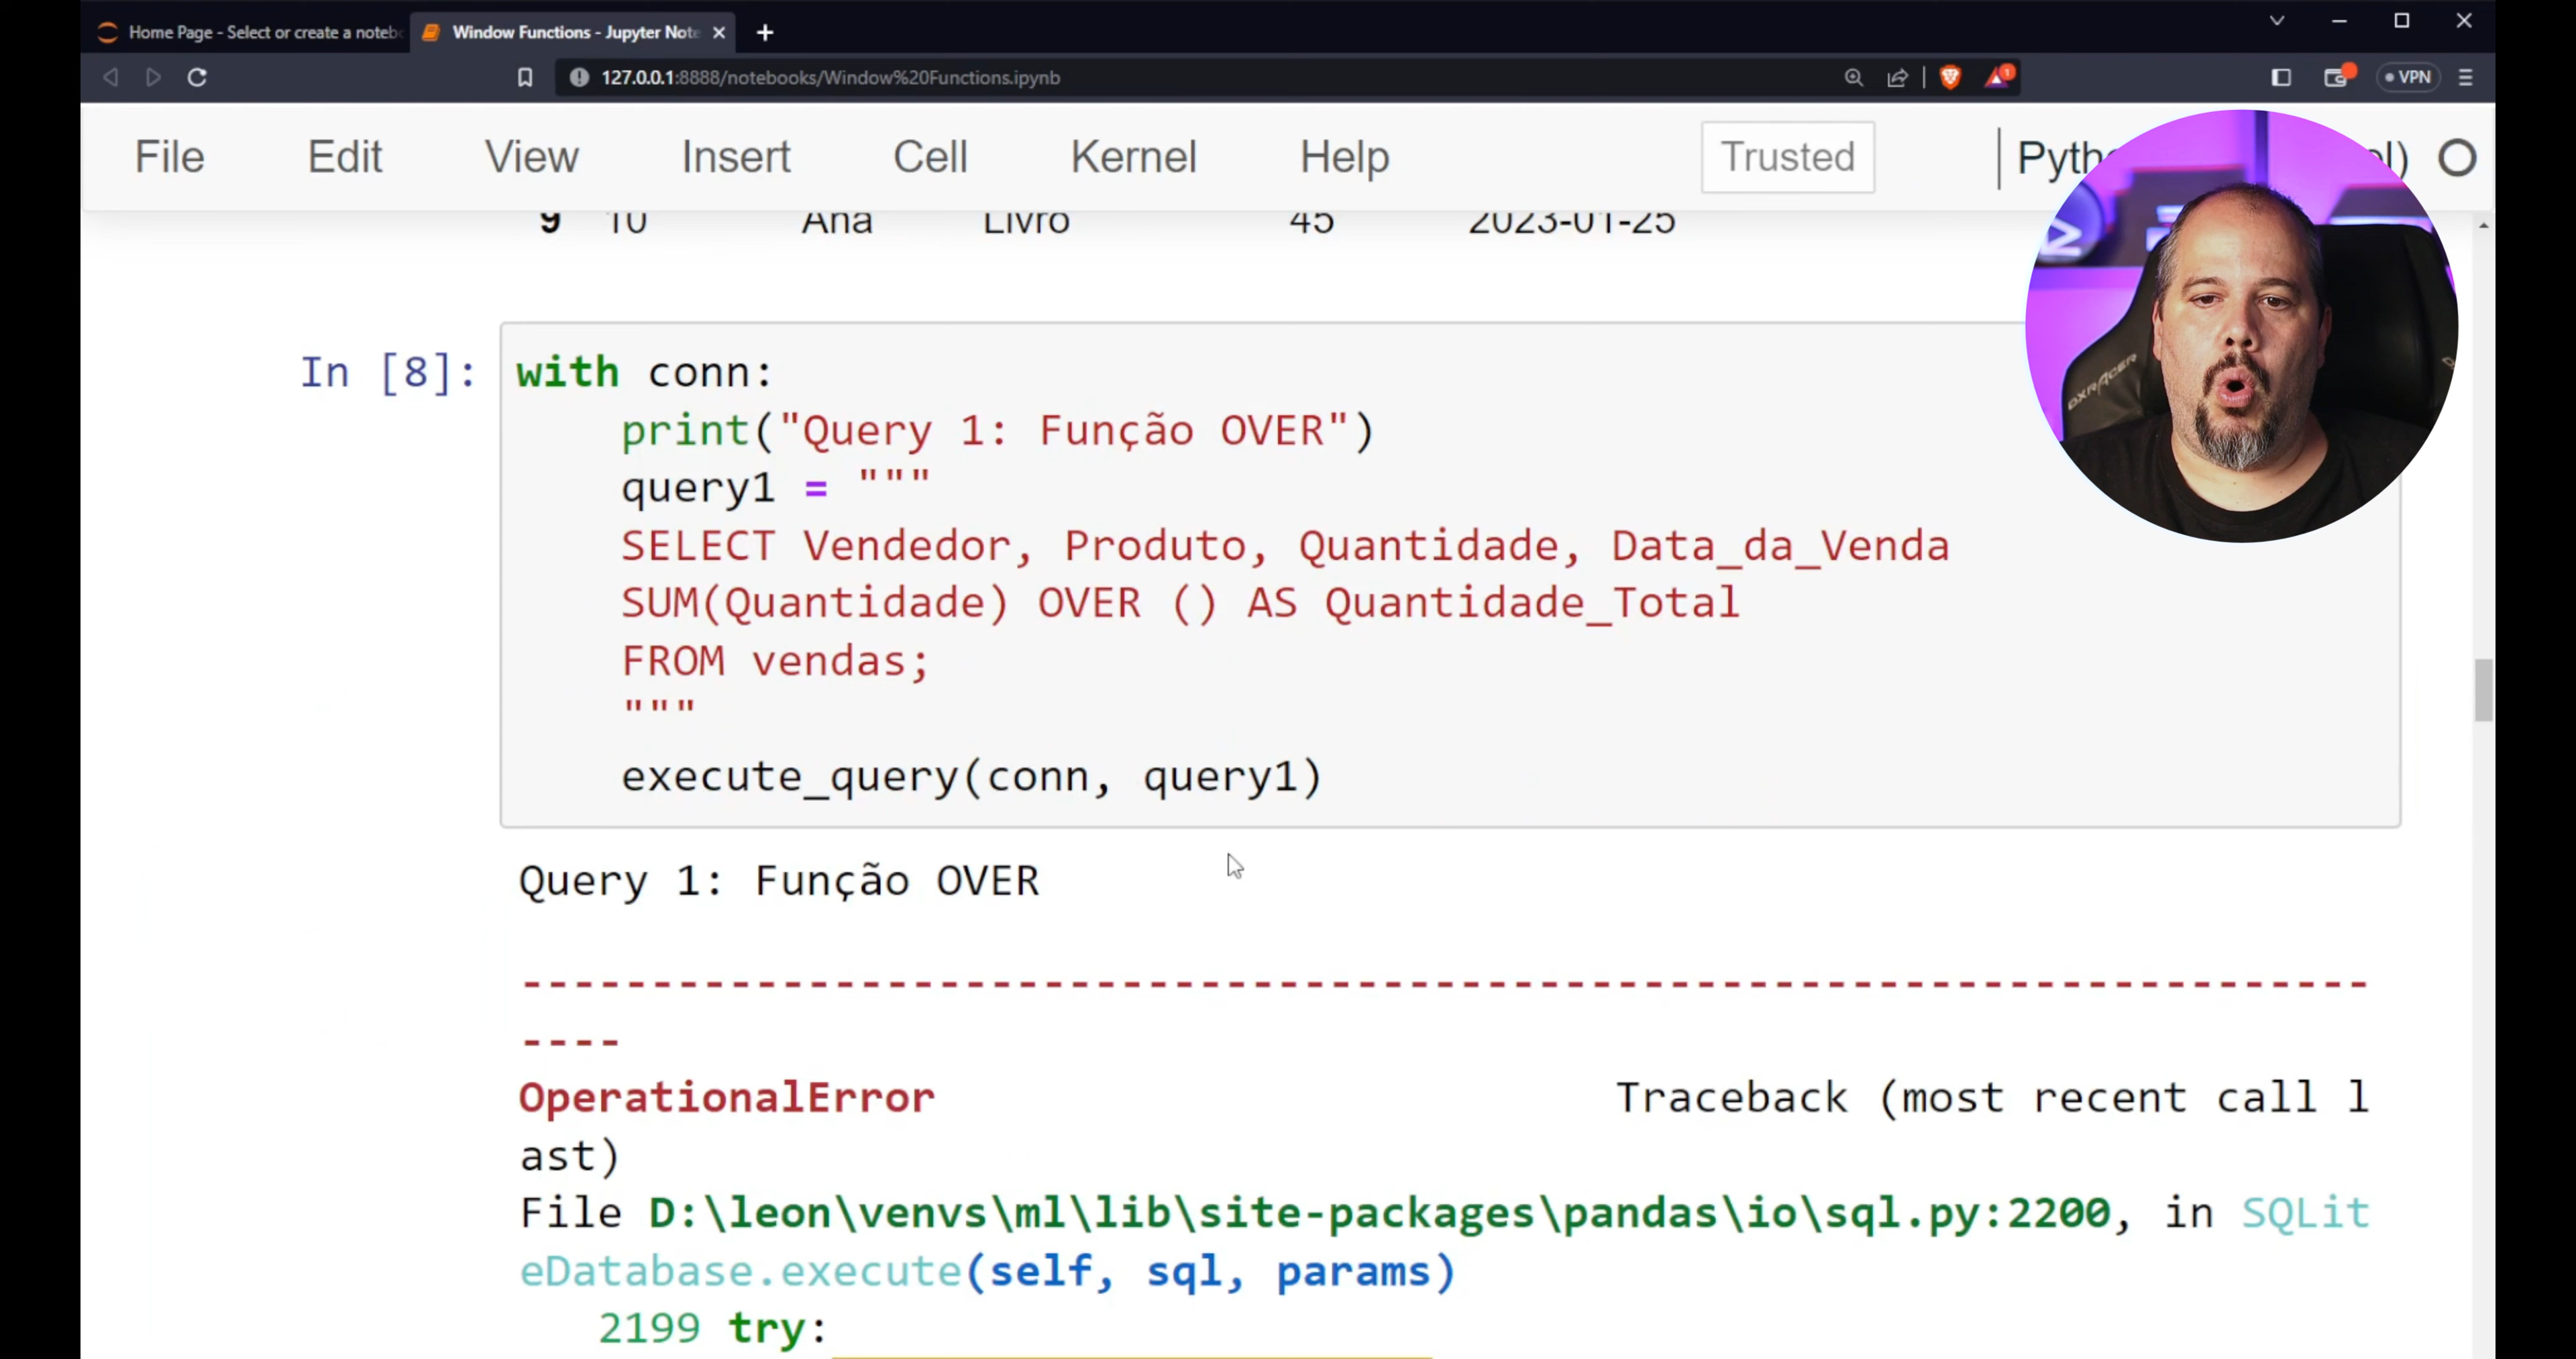 Home Page - Select or create a noteb
Window Functions - Jupyter Note
127.0.0.1:8888/notebooks/Window%20Functions.ipynb
1
VPN
File Edit View Insert Cell Kernel Help Trusted
9 10 Ana Livro 45 2023-01-25
DXRACER
In [8]:
with conn:
print("Query 1: Função OVER")
query1 = """
SELECT Vendedor, Produto, Quantidade, Data_da_Venda
SUM(Quantidade) OVER () AS Quantidade_Total
FROM vendas;
"""
execute_query(conn, query1)
Query 1: Função OVER
---------------------------------------------------------------------------
OperationalError Traceback (most recent call l
ast)
File D:\leon\venvs\ml\lib\site-packages\pandas\io\sql.py:2200, in SQLit
eDatabase.execute(self, sql, params)
2199 try: